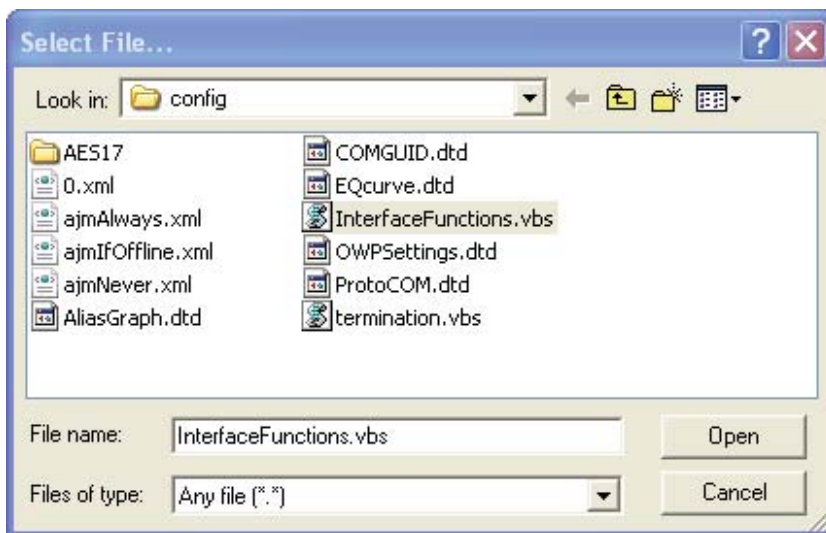 Select File...
Look in: config
AES17
0.xml
ajmAlways.xml
ajmIfOffline.xml
ajmNever.xml
AliasGraph.dtd
COMGUID.dtd
EQcurve.dtd
InterfaceFunctions.vbs
OWPSettings.dtd
ProtoCOM.dtd
termination.vbs
File name: InterfaceFunctions.vbs
Open
Files of type: Any file (*.*)
Cancel